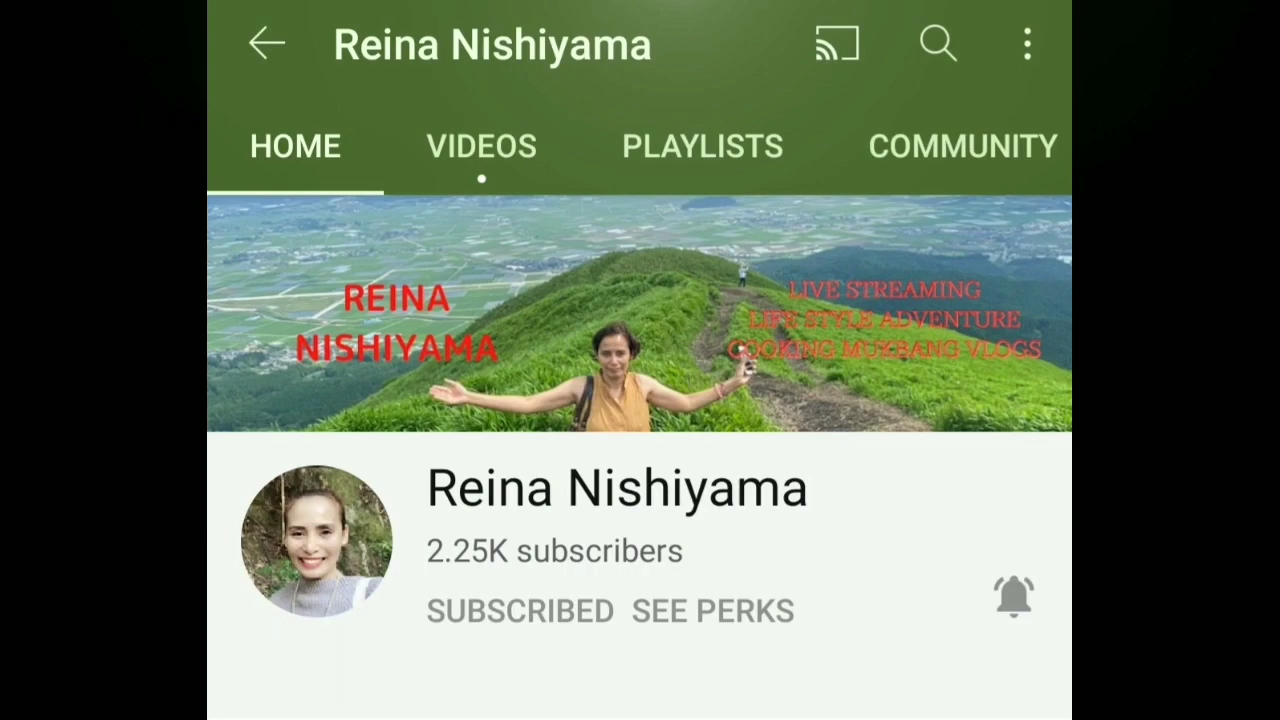 Reina Nishiyama
HOME VIDEOS PLAYLISTS COMMUNITY
REINA
NISHIYAMA
LIVE STREAMING
LIFE STYLE ADVENTURE
COOKING MUKBANG VLOGS
Reina Nishiyama
2.25K subscribers
SUBSCRIBED SEE PERKS